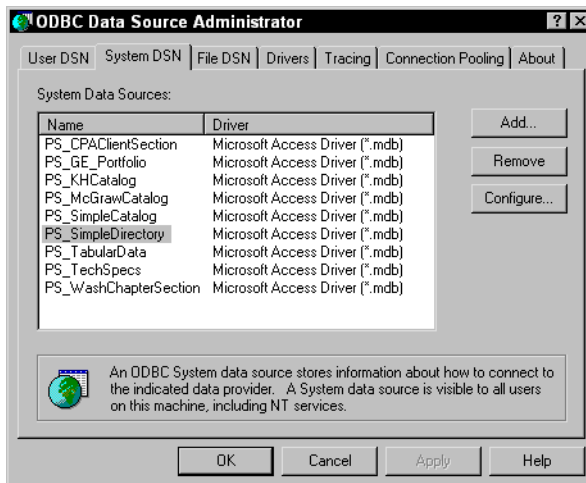 ODBC Data Source Administrator
User DSN System DSN File DSN Drivers Tracing Connection Pooling About
System Data Sources:
Name Driver
PS_CPAClientSection Microsoft Access Driver (*.mdb)
PS_GE_Portfolio Microsoft Access Driver (*.mdb)
PS_KHCatalog Microsoft Access Driver (*.mdb)
PS_McGrawCatalog Microsoft Access Driver (*.mdb)
PS_SimpleCatalog Microsoft Access Driver (*.mdb)
PS_SimpleDirectory Microsoft Access Driver (*.mdb)
PS_TabularData Microsoft Access Driver (*.mdb)
PS_TechSpecs Microsoft Access Driver (*.mdb)
PS_WashChapterSection Microsoft Access Driver (*.mdb)
Add...
Remove
Configure...
An ODBC System data source stores information about how to connect to
the indicated data provider. A System data source is visible to all users
on this machine, including NT services.
OK Cancel Apply Help